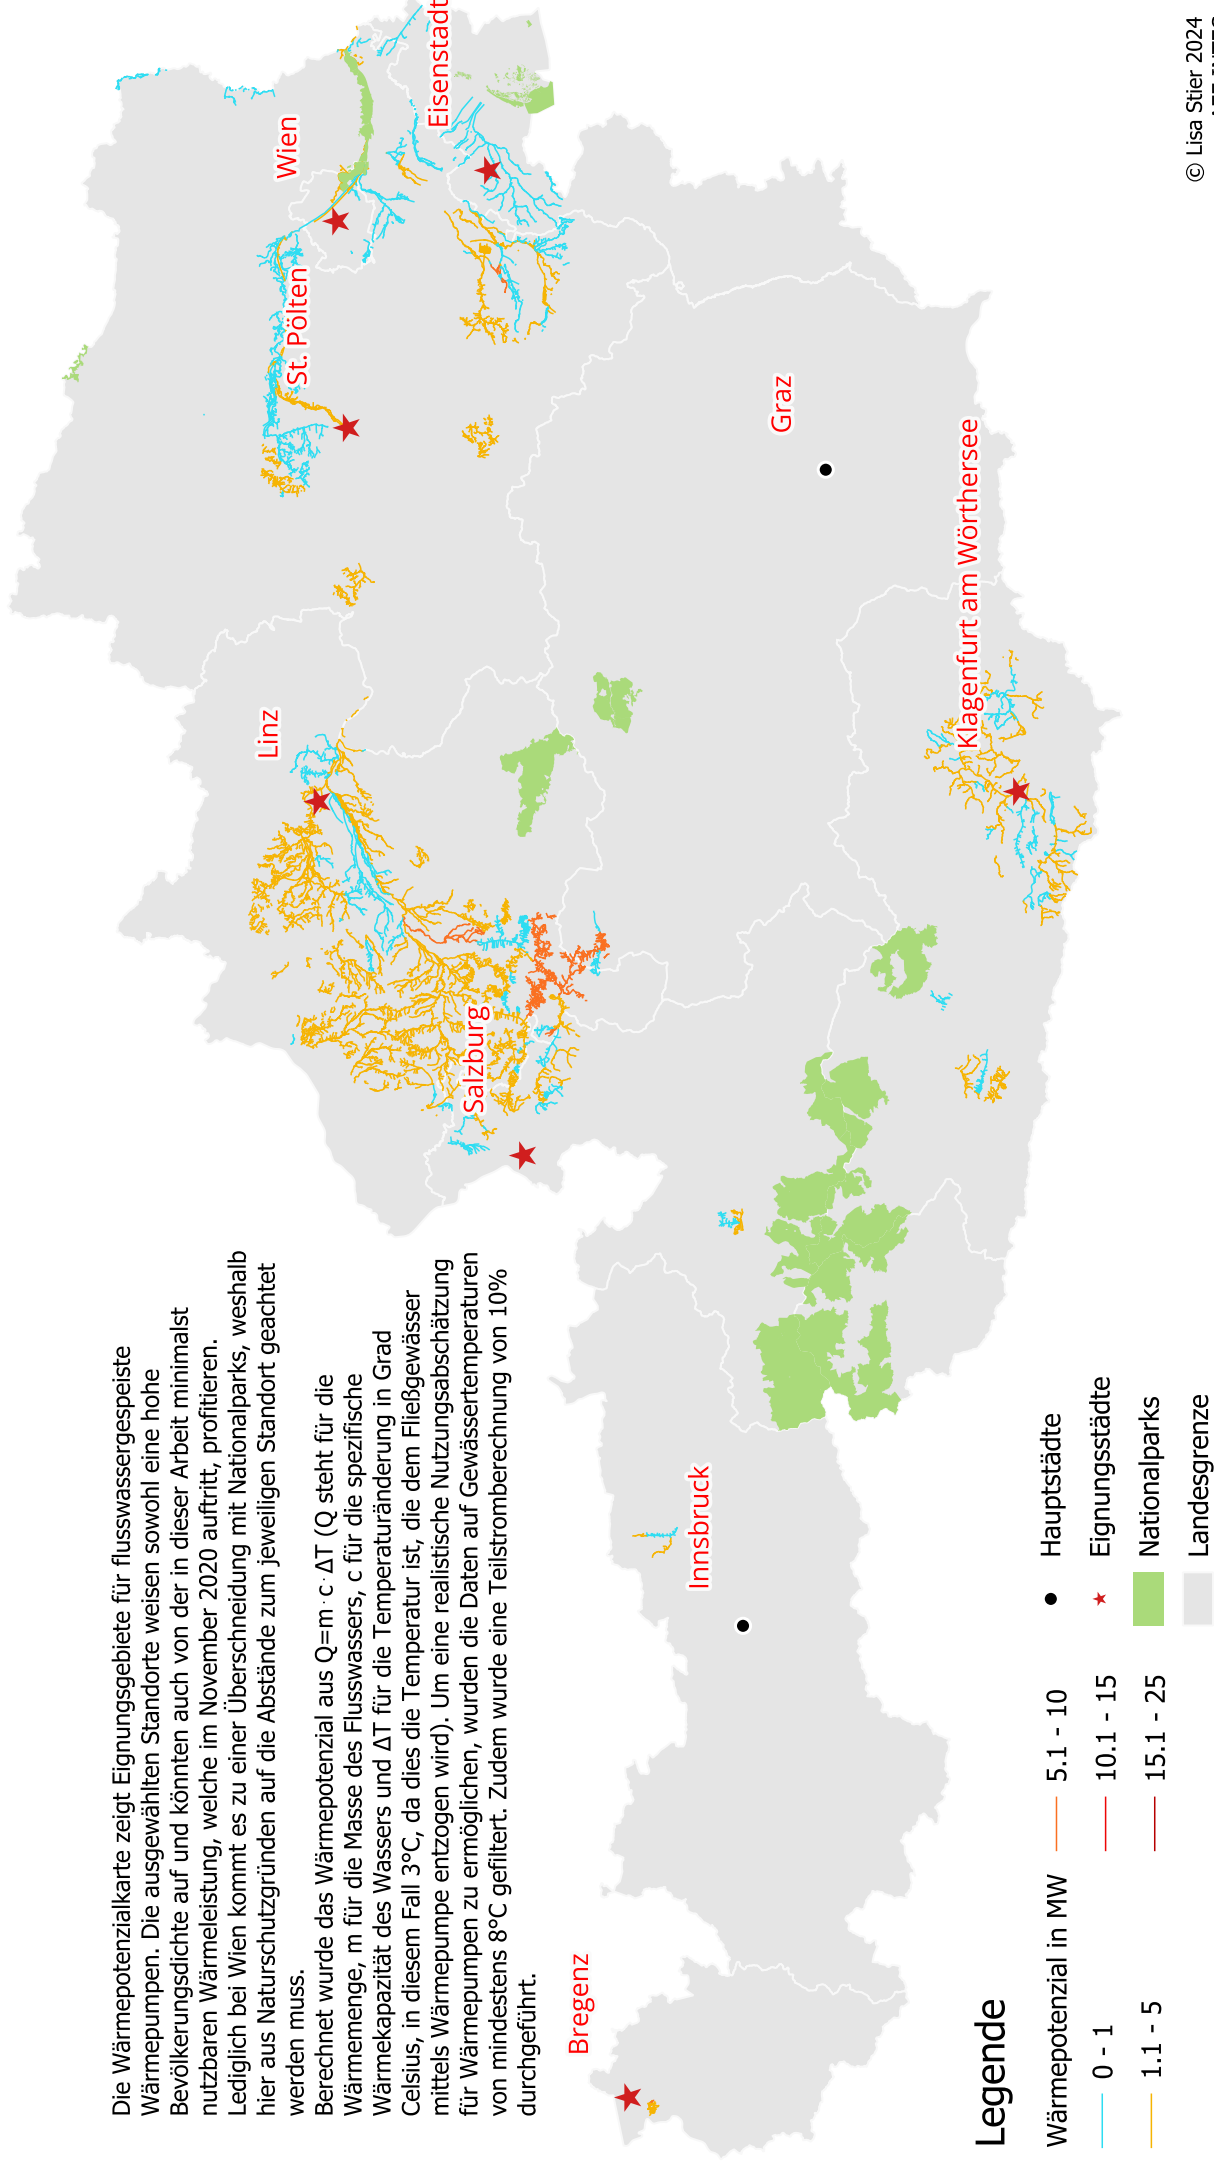 Die Wärmepotenzialkarte zeigt Eignungsgebiete für flusswassergespeiste
Wärmepumpen. Die ausgewählten Standorte weisen sowohl eine hohe
Bevölkerungsdichte auf und könnten auch von der in dieser Arbeit minimalst
nutzbaren Wärmeleistung, welche im November 2020 auftritt, profitieren.
Lediglich bei Wien kommt es zu einer Überschneidung mit Nationalparks, weshalb
hier aus Naturschutzgründen auf die Abstände zum jeweiligen Standort geachtet
werden muss.
Berechnet wurde das Wärmepotenzial aus Q=m·c·ΔT (Q steht für die
Wärmemenge, m für die Masse des Flusswassers, c für die spezifische
Wärmekapazität des Wassers und ΔT für die Temperaturänderung in Grad
Celsius, in diesem Fall 3°C, da dies die Temperatur ist, die dem Fließgewässer
mittels Wärmepumpe entzogen wird). Um eine realistische Nutzungsabschätzung
für Wärmepumpen zu ermöglichen, wurden die Daten auf Gewässertemperaturen
von mindestens 8°C gefiltert. Zudem wurde eine Teilstromberechnung von 10%
durchgeführt.
Linz
St. Pölten
Wien
Eisenstadt
Salzburg
Bregenz
Innsbruck
Graz
Klagenfurt am Wörthersee
Legende
Wärmepotenzial in MW
0 - 1
1.1 - 5
5.1 - 10
10.1 - 15
15.1 - 25
Hauptstädte
Eignungsstädte
Nationalparks
Landesgrenze
© Lisa Stier 2024